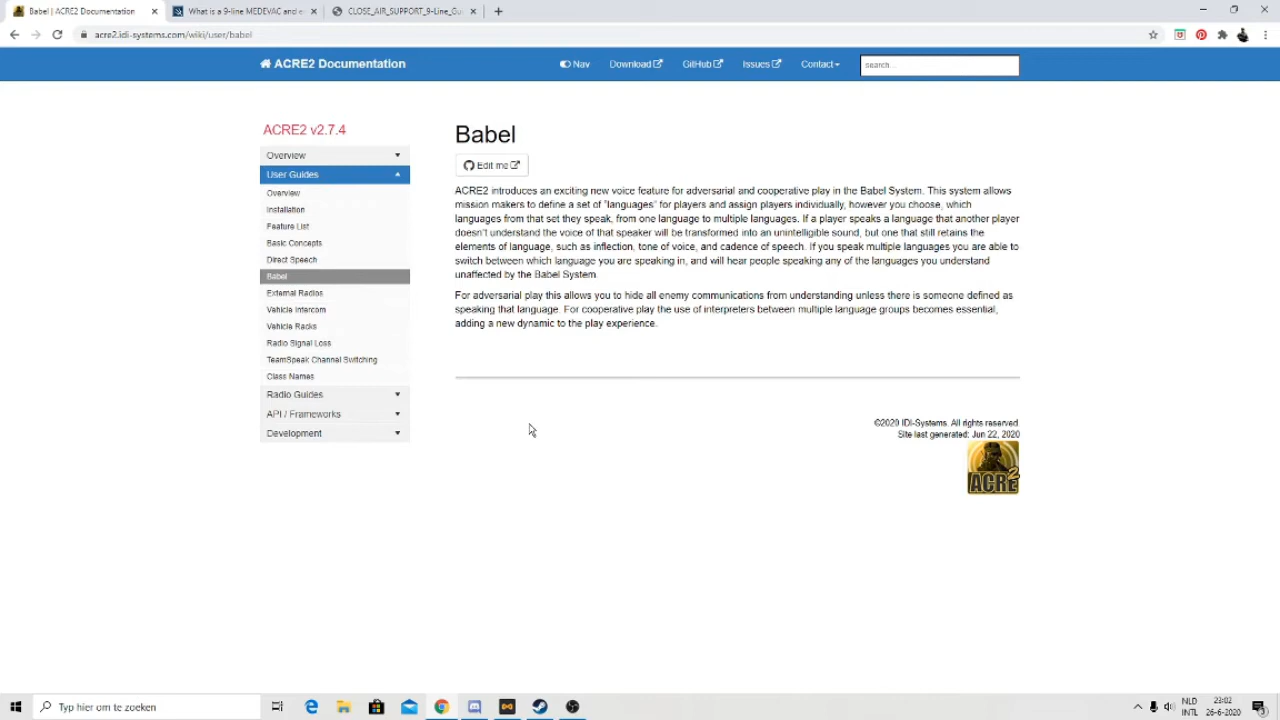 Babel | ACRE2 Documentation
What is a 9-line MEDEVAC and e
CLOSE_AIR_SUPPORT_9-Line_Gu
acre2.idi-systems.com/wiki/user/babel
ACRE2 Documentation
Nav
Download
GitHub
Issues
Contact
search...
ACRE2 v2.7.4
Overview
User Guides
Overview
Installation
Feature List
Basic Concepts
Direct Speech
Babel
External Radios
Vehicle Intercom
Vehicle Racks
Radio Signal Loss
TeamSpeak Channel Switching
Class Names
Radio Guides
API / Frameworks
Development
Babel
Edit me
ACRE2 introduces an exciting new voice feature for adversarial and cooperative play in the Babel System. This system allows
mission makers to define a set of "languages" for players and assign players individually, however you choose, which
languages from that set they speak, from one language to multiple languages. If a player speaks a language that another player
doesn't understand the voice of that speaker will be transformed into an unintelligible sound, but one that still retains the
elements of language, such as inflection, tone of voice, and cadence of speech. If you speak multiple languages you are able to
switch between which language you are speaking in, and will hear people speaking any of the languages you understand
unaffected by the Babel System.
For adversarial play this allows you to hide all enemy communications from understanding unless there is someone defined as
speaking that language. For cooperative play the use of interpreters between multiple language groups becomes essential,
adding a new dynamic to the play experience.
©2020 IDI-Systems. All rights reserved.
Site last generated: Jun 22, 2020
ACRE2
Typ hier om te zoeken
NLD
INTL
23:02
26-6-2020